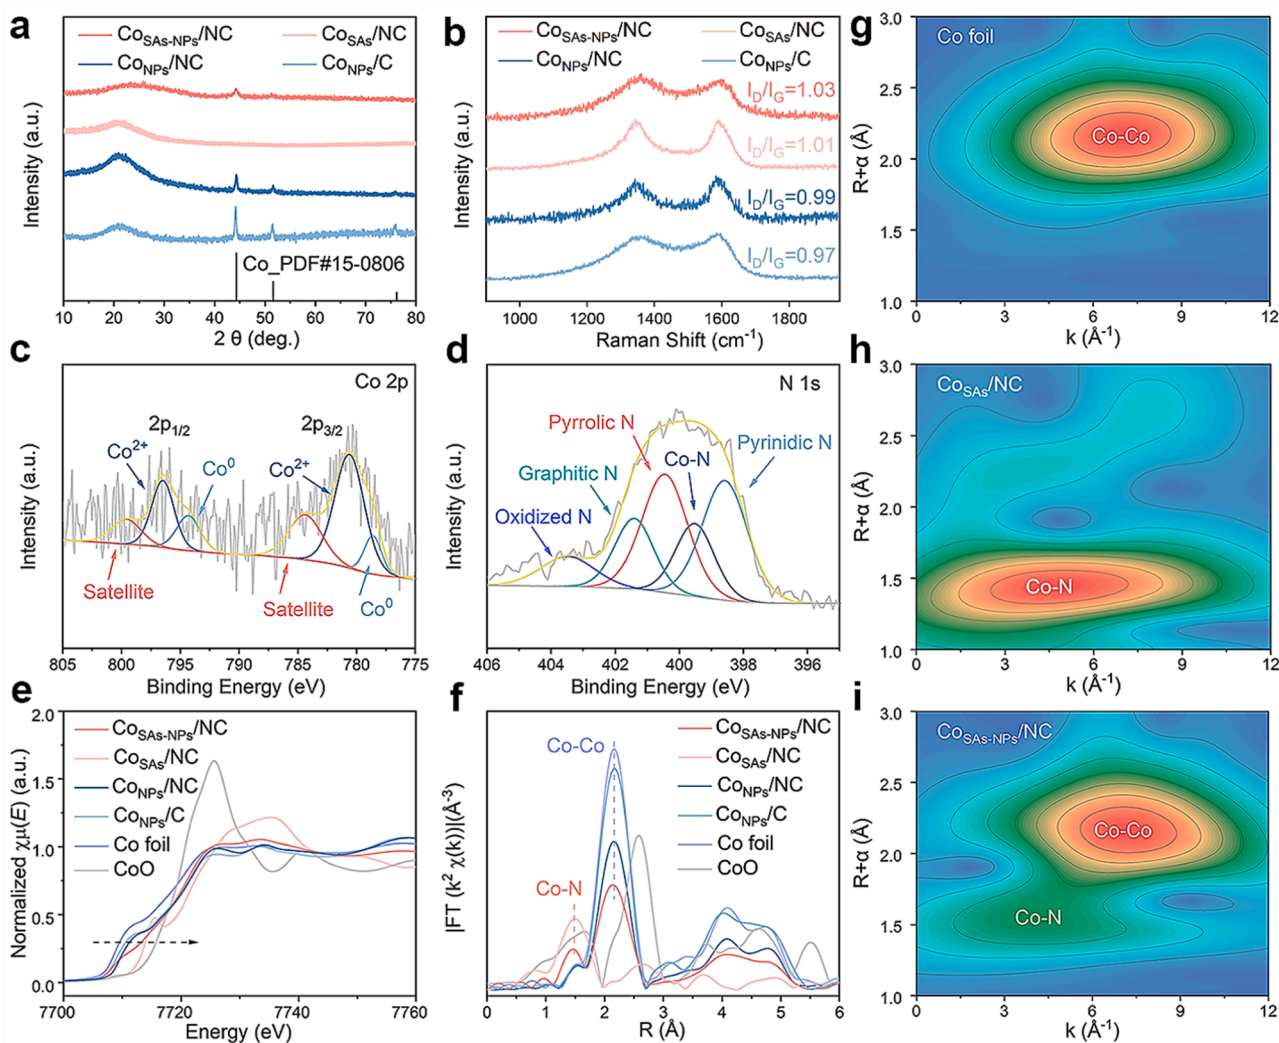 a
Co_SAs-NPs/NC
Co_SAs/NC
Co_NPs/NC
Co_NPs/C
Intensity (a.u.)
Co_PDF#15-0806
10 20 30 40 50 60 70 80
2 θ (deg.)
b
Co_SAs-NPs/NC
Co_SAs/NC
Co_NPs/NC
Co_NPs/C
I_D/I_G=1.03
I_D/I_G=1.01
I_D/I_G=0.99
I_D/I_G=0.97
Intensity (a.u.)
1000 1200 1400 1600 1800
Raman Shift (cm⁻¹)
g
Co foil
Co-Co
R+α (Å)
3.0
2.5
2.0
1.5
1.0
0 3 6 9 12
k (Å⁻¹)
c
Co 2p
2p_1/2
2p_3/2
Co²⁺
Co⁰
Co²⁺
Satellite
Satellite
Co⁰
Intensity (a.u.)
805 800 795 790 785 780 775
Binding Energy (eV)
d
N 1s
Pyrrolic N
Pyrinidic N
Co-N
Graphitic N
Oxidized N
Intensity (a.u.)
406 404 402 400 398 396
Binding Energy (eV)
h
Co_SAs/NC
Co-N
R+α (Å)
3.0
2.5
2.0
1.5
1.0
0 3 6 9 12
k (Å⁻¹)
e
Co_SAs-NPs/NC
Co_SAs/NC
Co_NPs/NC
Co_NPs/C
Co foil
CoO
Normalized χμ(E) (a.u.)
2.0
1.5
1.0
0.5
0.0
7700 7720 7740 7760
Energy (eV)
f
Co-Co
Co-N
Co_SAs-NPs/NC
Co_SAs/NC
Co_NPs/NC
Co_NPs/C
Co foil
CoO
|FT (k² χ(k))|(Å⁻³)
0 1 2 3 4 5 6
R (Å)
i
Co_SAs-NPs/NC
Co-Co
Co-N
R+α (Å)
3.0
2.5
2.0
1.5
1.0
0 3 6 9 12
k (Å⁻¹)